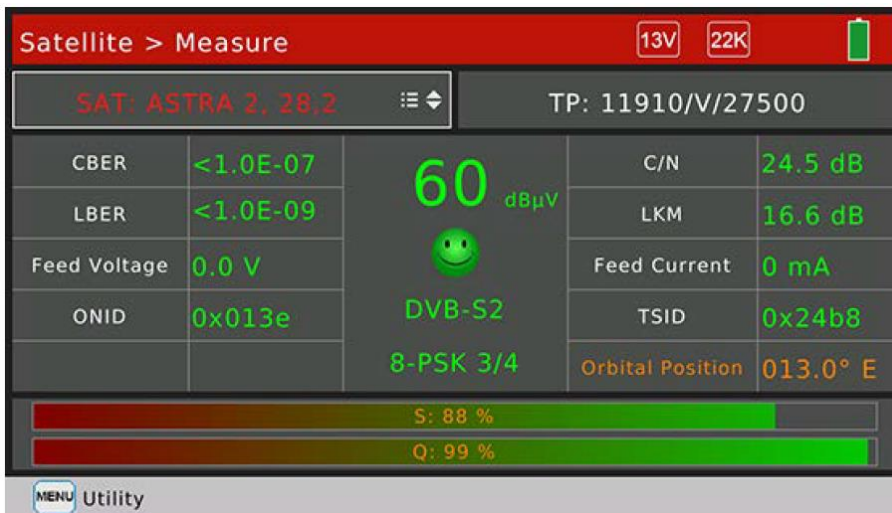 Satellite > Measure 13V 22K
SAT: ASTRA 2, 28,2 TP: 11910/V/27500
CBER <1.0E-07 60 dBµV C/N 24.5 dB
LBER <1.0E-09 LKM 16.6 dB
Feed Voltage 0.0 V Feed Current 0 mA
ONID 0x013e DVB-S2 TSID 0x24b8
8-PSK 3/4 Orbital Position 013.0° E
S: 88 %
Q: 99 %
MENU Utility